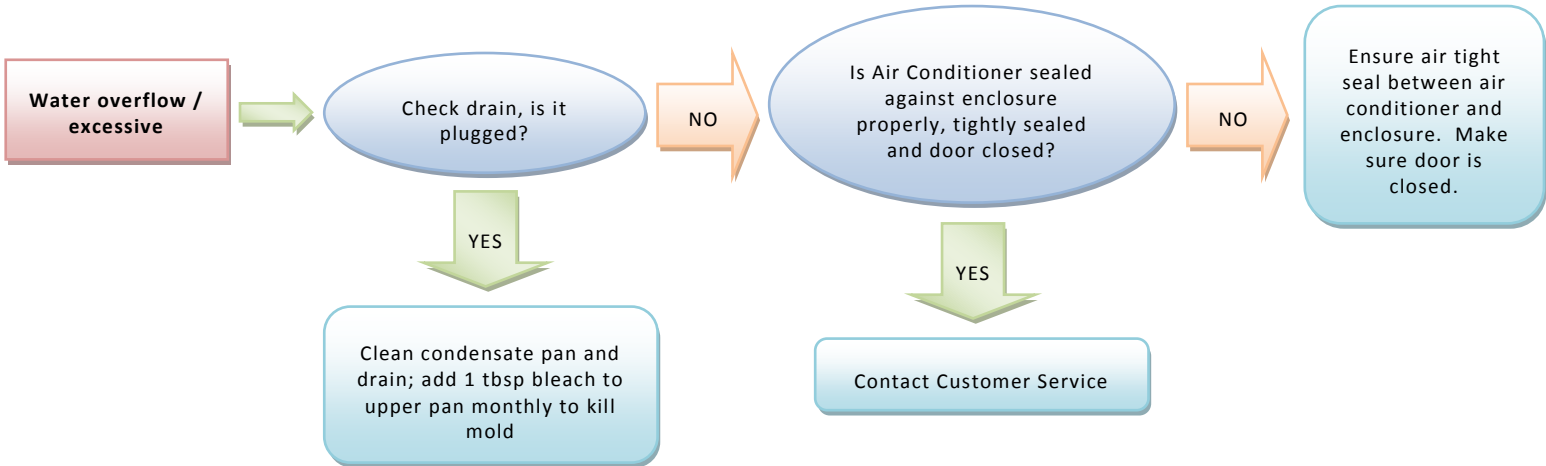 Water overflow /
excessive
Check drain, is it
plugged?
NO
Is Air Conditioner sealed
against enclosure
properly, tightly sealed
and door closed?
NO
Ensure air tight
seal between air
conditioner and
enclosure. Make
sure door is
closed.
YES
Clean condensate pan and
drain; add 1 tbsp bleach to
upper pan monthly to kill
mold
YES
Contact Customer Service